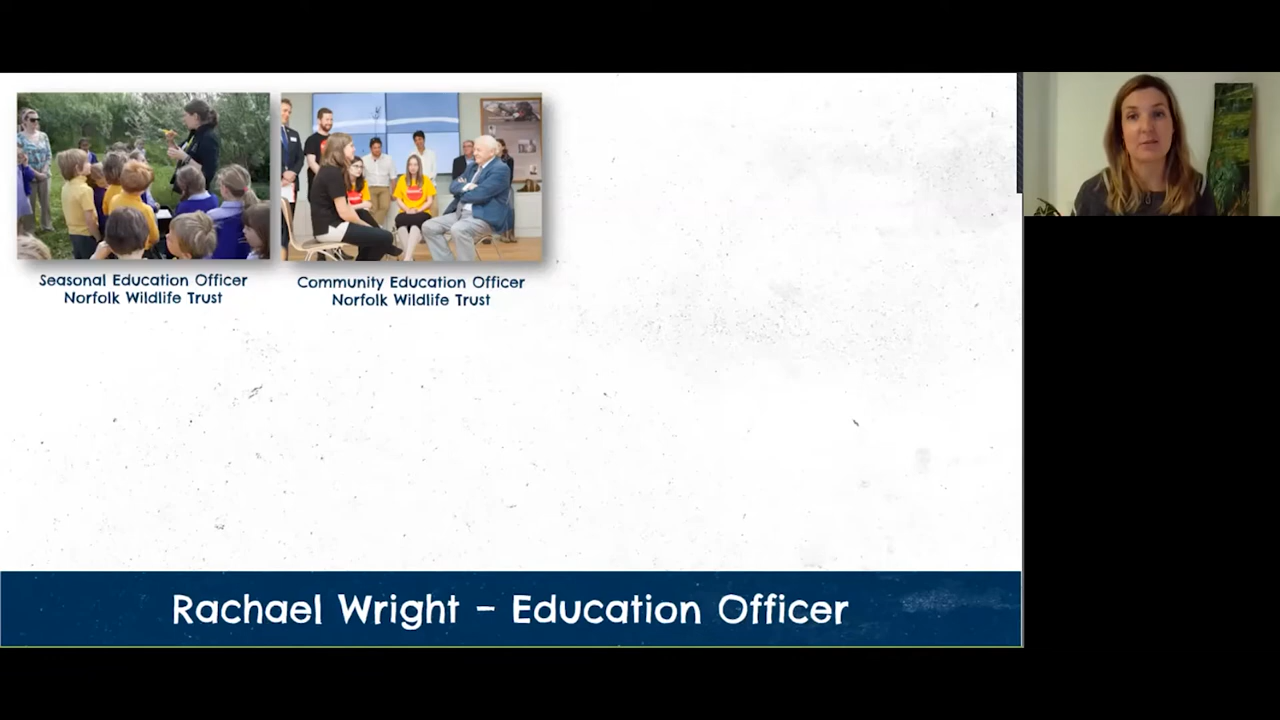 Seasonal Education Officer
Norfolk Wildlife Trust
Community Education Officer
Norfolk Wildlife Trust
Rachael Wright – Education Officer